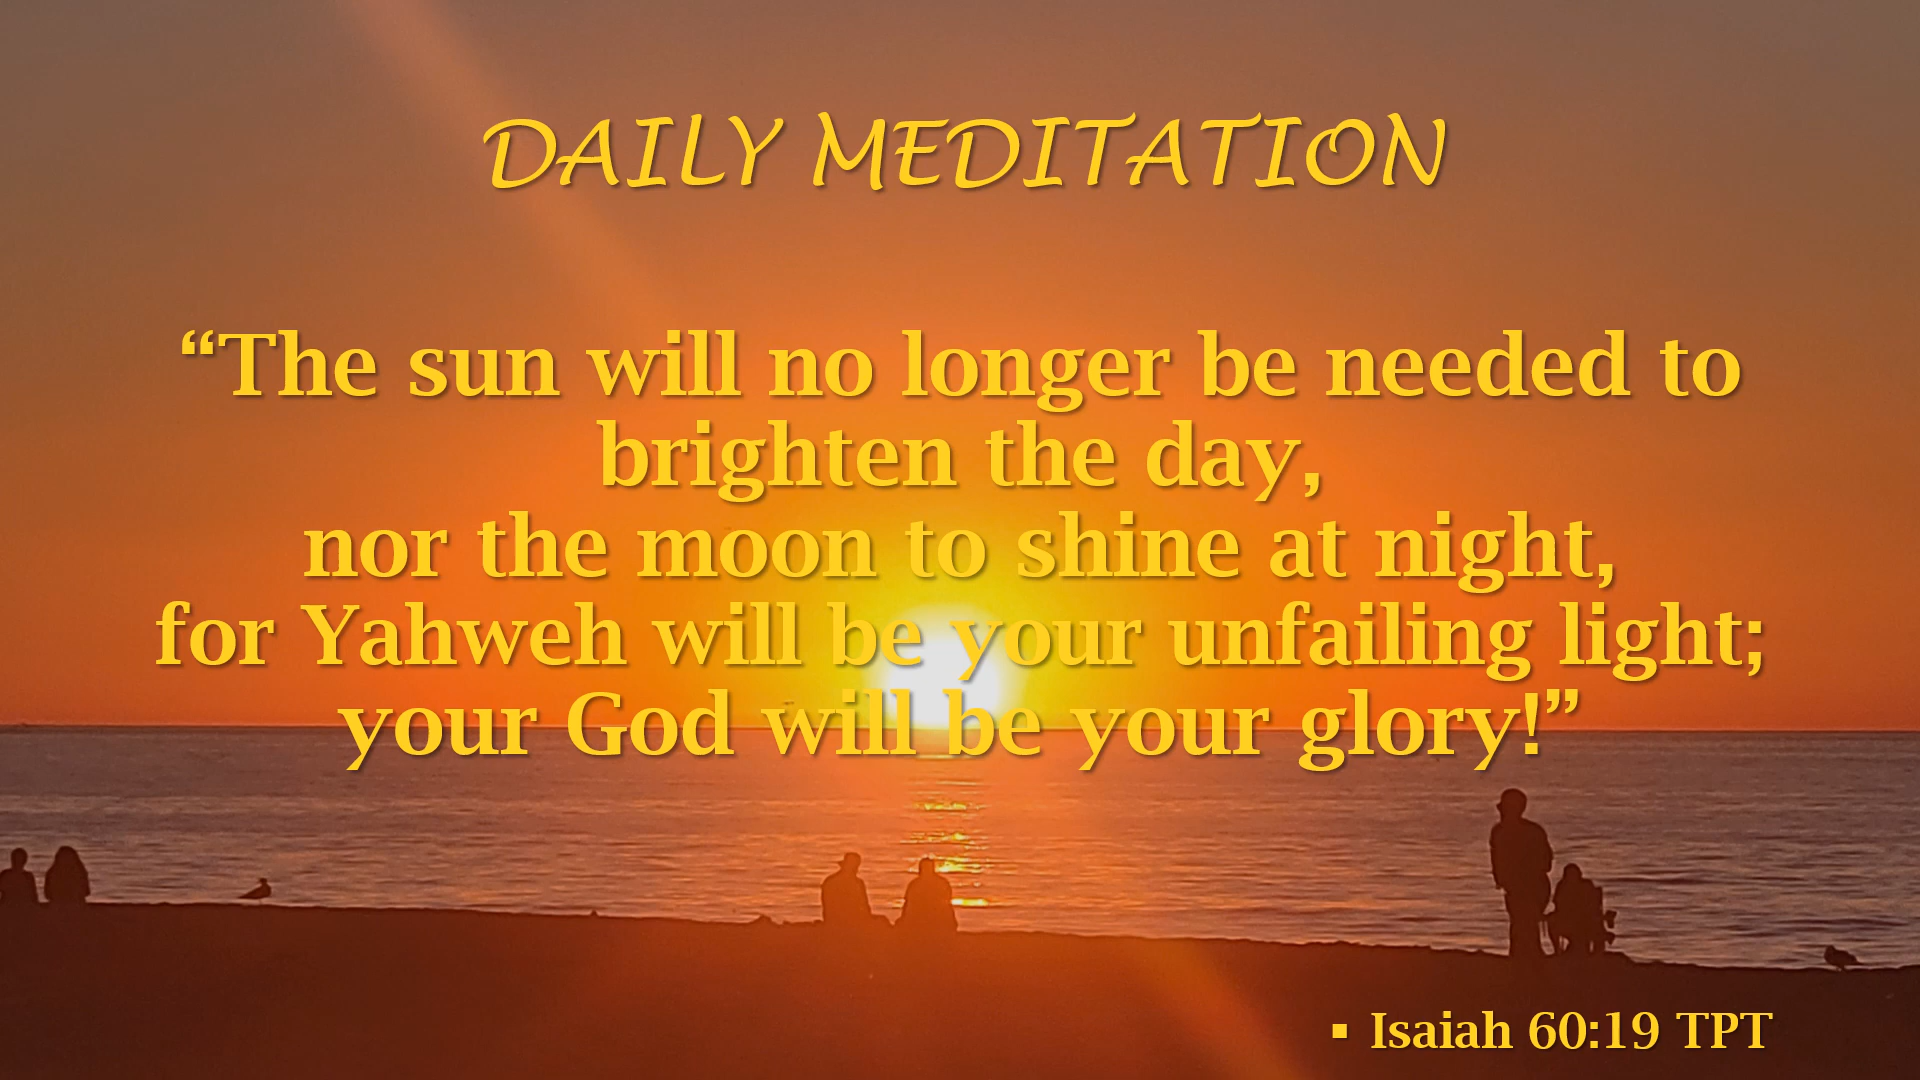 DAILY MEDITATION
“The sun will no longer be needed to
brighten the day,
nor the moon to shine at night,
for Yahweh will be your unfailing light;
your God will be your glory!”
▪ Isaiah 60:19 TPT